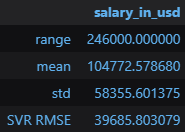 salary_in_usd
range 246000.000000
mean 104772.578680
std 58355.601375
SVR RMSE 39685.803079